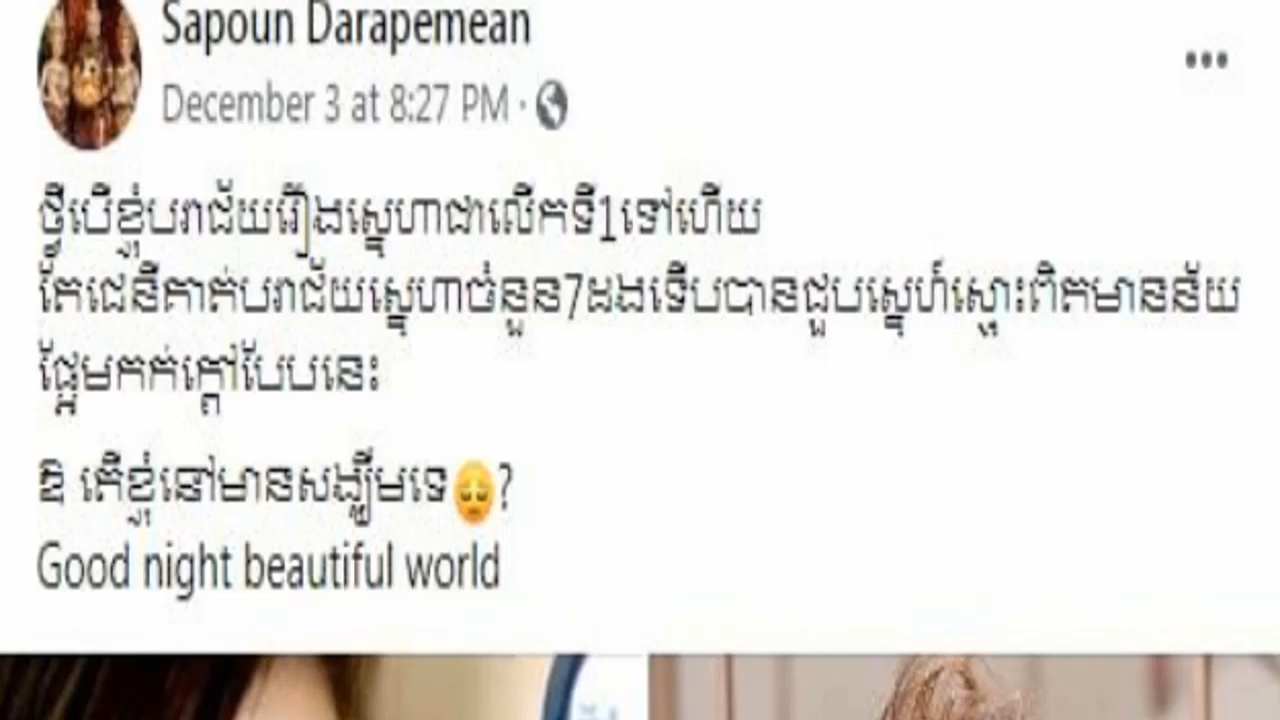 Sapoun Darapemean
December 3 at 8:27 PM ·
ថ្វីបើខ្ញុំបរាជ័យរឿងស្នេហាជាលើកទី1ទៅហើយ
តែជេនីគាត់បរាជ័យស្នេហាចំនួន7ដងទើបបានជួបស្នេហ៍ស្មោះពិតមានន័យ
ផ្អែមកក់ក្តៅបែបនេះ
ឱ តើខ្ញុំនៅមានសង្ឃឹមទេ😔?
Good night beautiful world